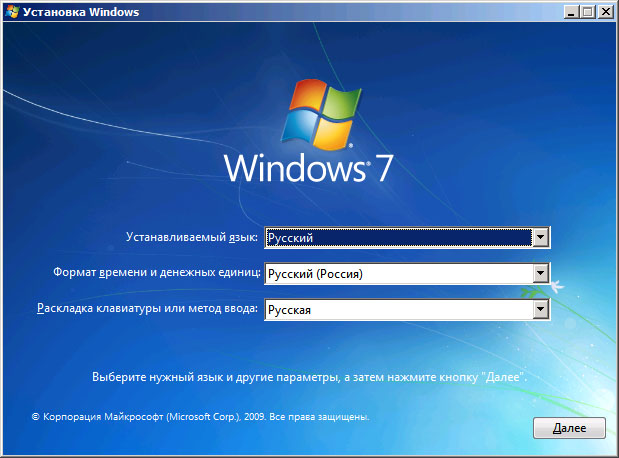 Установка Windows
Windows® 7
Устанавливаемый язык: Русский
Формат времени и денежных единиц: Русский (Россия)
Раскладка клавиатуры или метод ввода: Русская
Выберите нужный язык и другие параметры, а затем нажмите кнопку "Далее".
© Корпорация Майкрософт (Microsoft Corp.), 2009. Все права защищены.
Далее